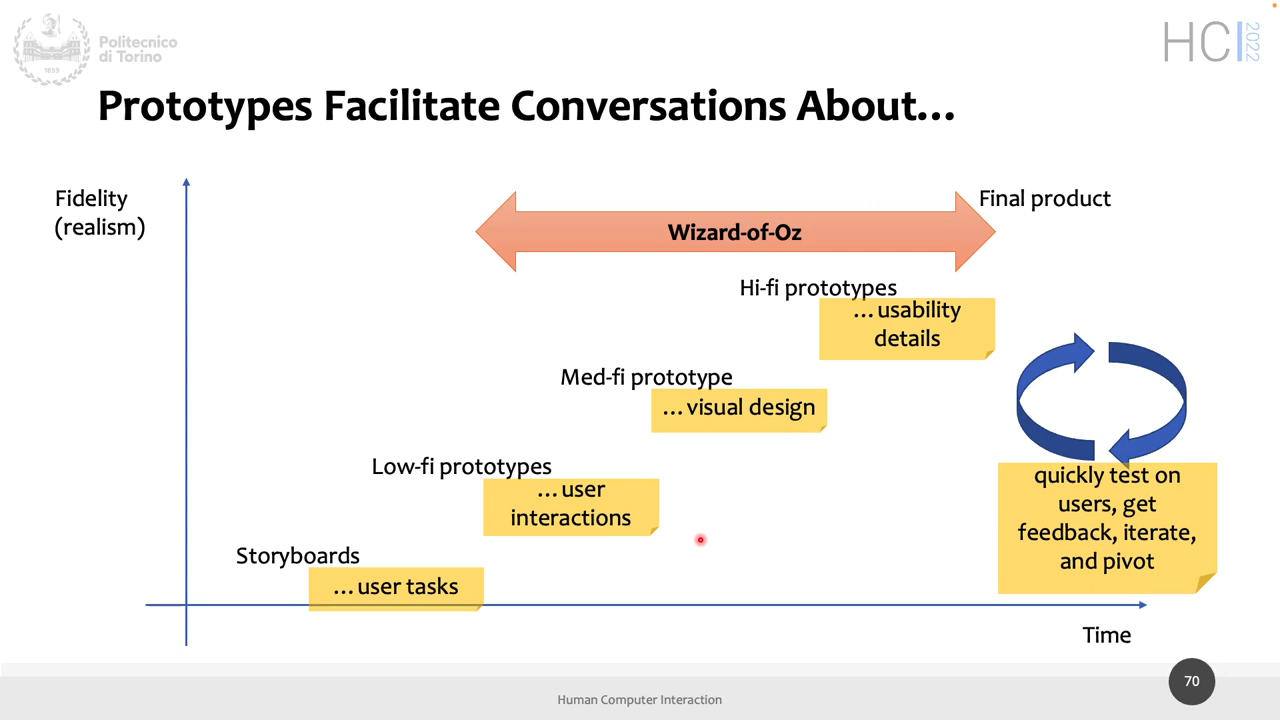 Politecnico
di Torino
1859
HCI 2022
Prototypes Facilitate Conversations About...
Fidelity
(realism)
Final product
Wizard-of-Oz
Hi-fi prototypes
...usability
details
Med-fi prototype
...visual design
Low-fi prototypes
...user
interactions
quickly test on
users, get
feedback, iterate,
and pivot
Storyboards
...user tasks
Time
70
Human Computer Interaction